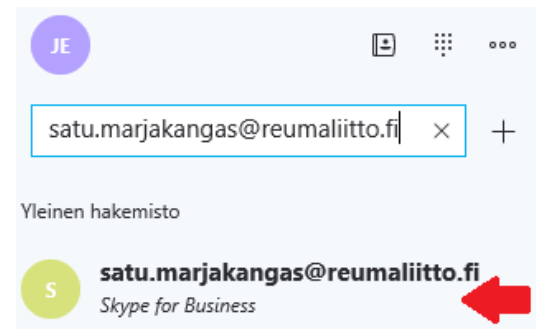 JE
satu.marjakangas@reumaliitto.fi
Yleinen hakemisto
S
satu.marjakangas@reumaliitto.fi
Skype for Business